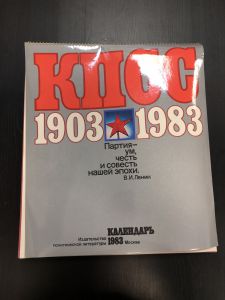 КПСС
1903 1983
Партия–
ум,
честь
и совесть
нашей эпохи.
В.И.Ленин
КАЛЕНДАРЬ
Издательство 1983 Москва
политической литературы